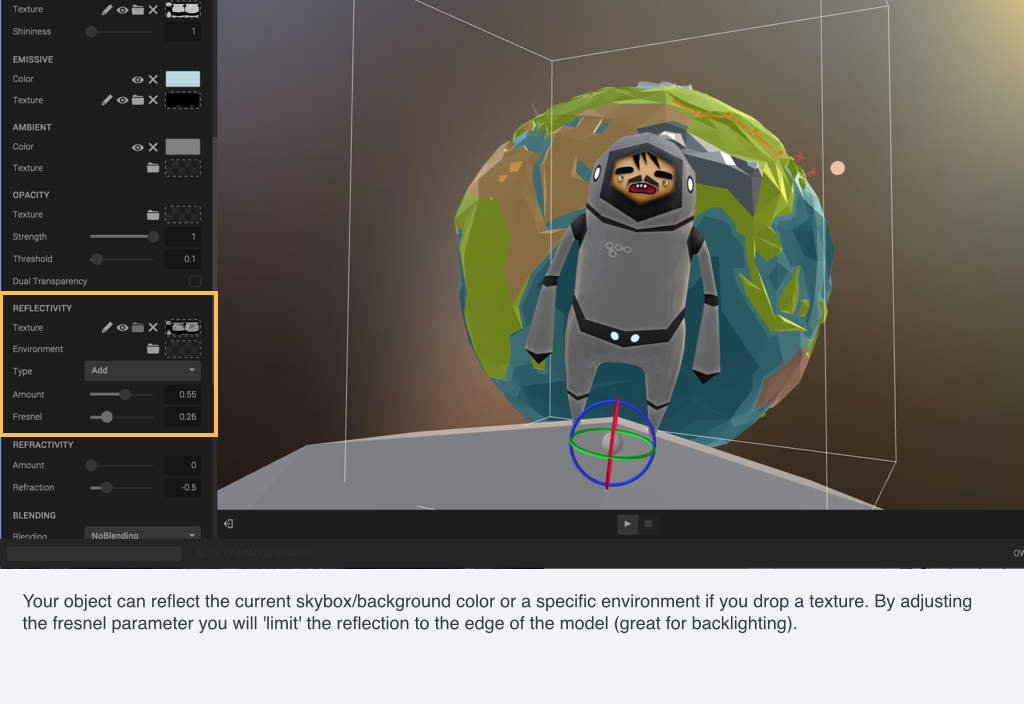 Texture
Shininess 1
EMISSIVE
Color
Texture
AMBIENT
Color
Texture
OPACITY
Texture
Strength 1
Threshold 0.1
Dual Transparency
REFLECTIVITY
Texture
Environment
Type Add
Amount 0.55
Fresnel 0.26
REFRACTIVITY
Amount 0
Refraction -0.5
BLENDING
Blending NoBlending
OW
Your object can reflect the current skybox/background color or a specific environment if you drop a texture. By adjusting
the fresnel parameter you will 'limit' the reflection to the edge of the model (great for backlighting).